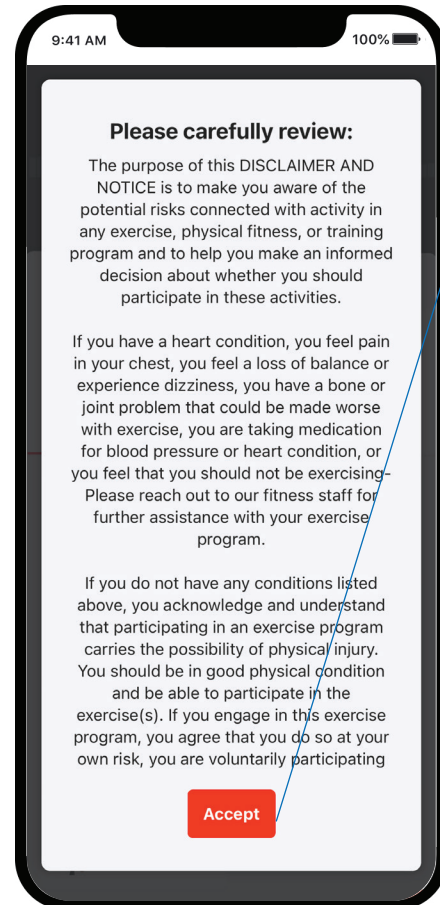 9:41 AM 100%
Please carefully review:
The purpose of this DISCLAIMER AND
NOTICE is to make you aware of the
potential risks connected with activity in
any exercise, physical fitness, or training
program and to help you make an informed
decision about whether you should
participate in these activities.
If you have a heart condition, you feel pain
in your chest, you feel a loss of balance or
experience dizziness, you have a bone or
joint problem that could be made worse
with exercise, you are taking medication
for blood pressure or heart condition, or
you feel that you should not be exercising-
Please reach out to our fitness staff for
further assistance with your exercise
program.
If you do not have any conditions listed
above, you acknowledge and understand
that participating in an exercise program
carries the possibility of physical injury.
You should be in good physical condition
and be able to participate in the
exercise(s). If you engage in this exercise
program, you agree that you do so at your
own risk, you are voluntarily participating
Accept